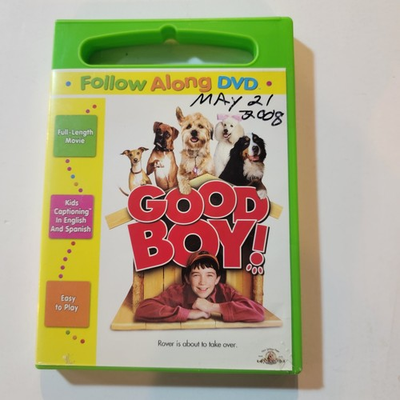 Follow Along DVD
MAY 21
2008
Full-Length
Movie
Kids
Captioning
In English
And Spanish
Easy
to Play
GOOD
BOY!
Rover is about to take over.